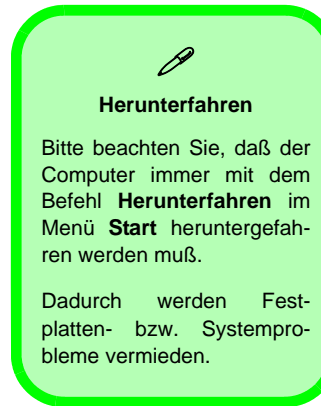 Herunterfahren
Bitte beachten Sie, daß der
Computer immer mit dem
Befehl Herunterfahren im
Menü Start heruntergefah-
ren werden muß.
Dadurch werden Fest-
platten- bzw. Systempro-
bleme vermieden.